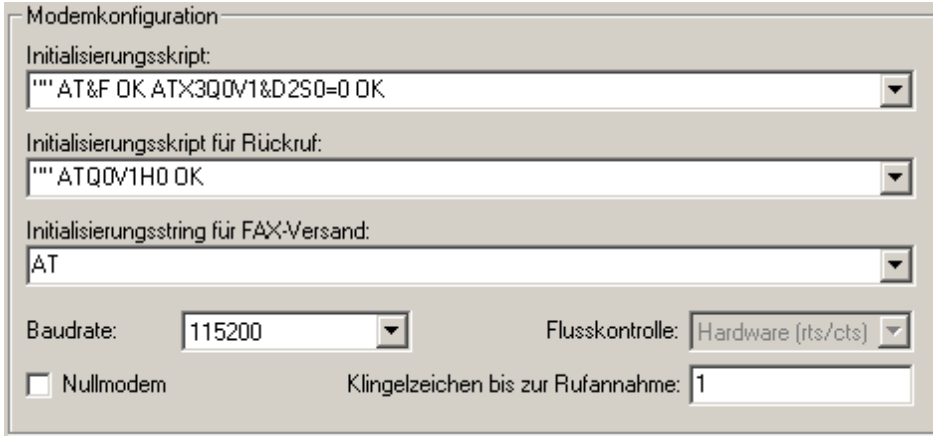 Modemkonfiguration
Initialisierungsskript:
"" AT&F OK ATX3Q0V1&D2S0=0 OK
Initialisierungsskript für Rückruf:
"" ATQ0V1H0 OK
Initialisierungsstring für FAX-Versand:
AT
Baudrate: 115200 Flusskontrolle: Hardware (rts/cts)
Nullmodem Klingelzeichen bis zur Rufannahme: 1